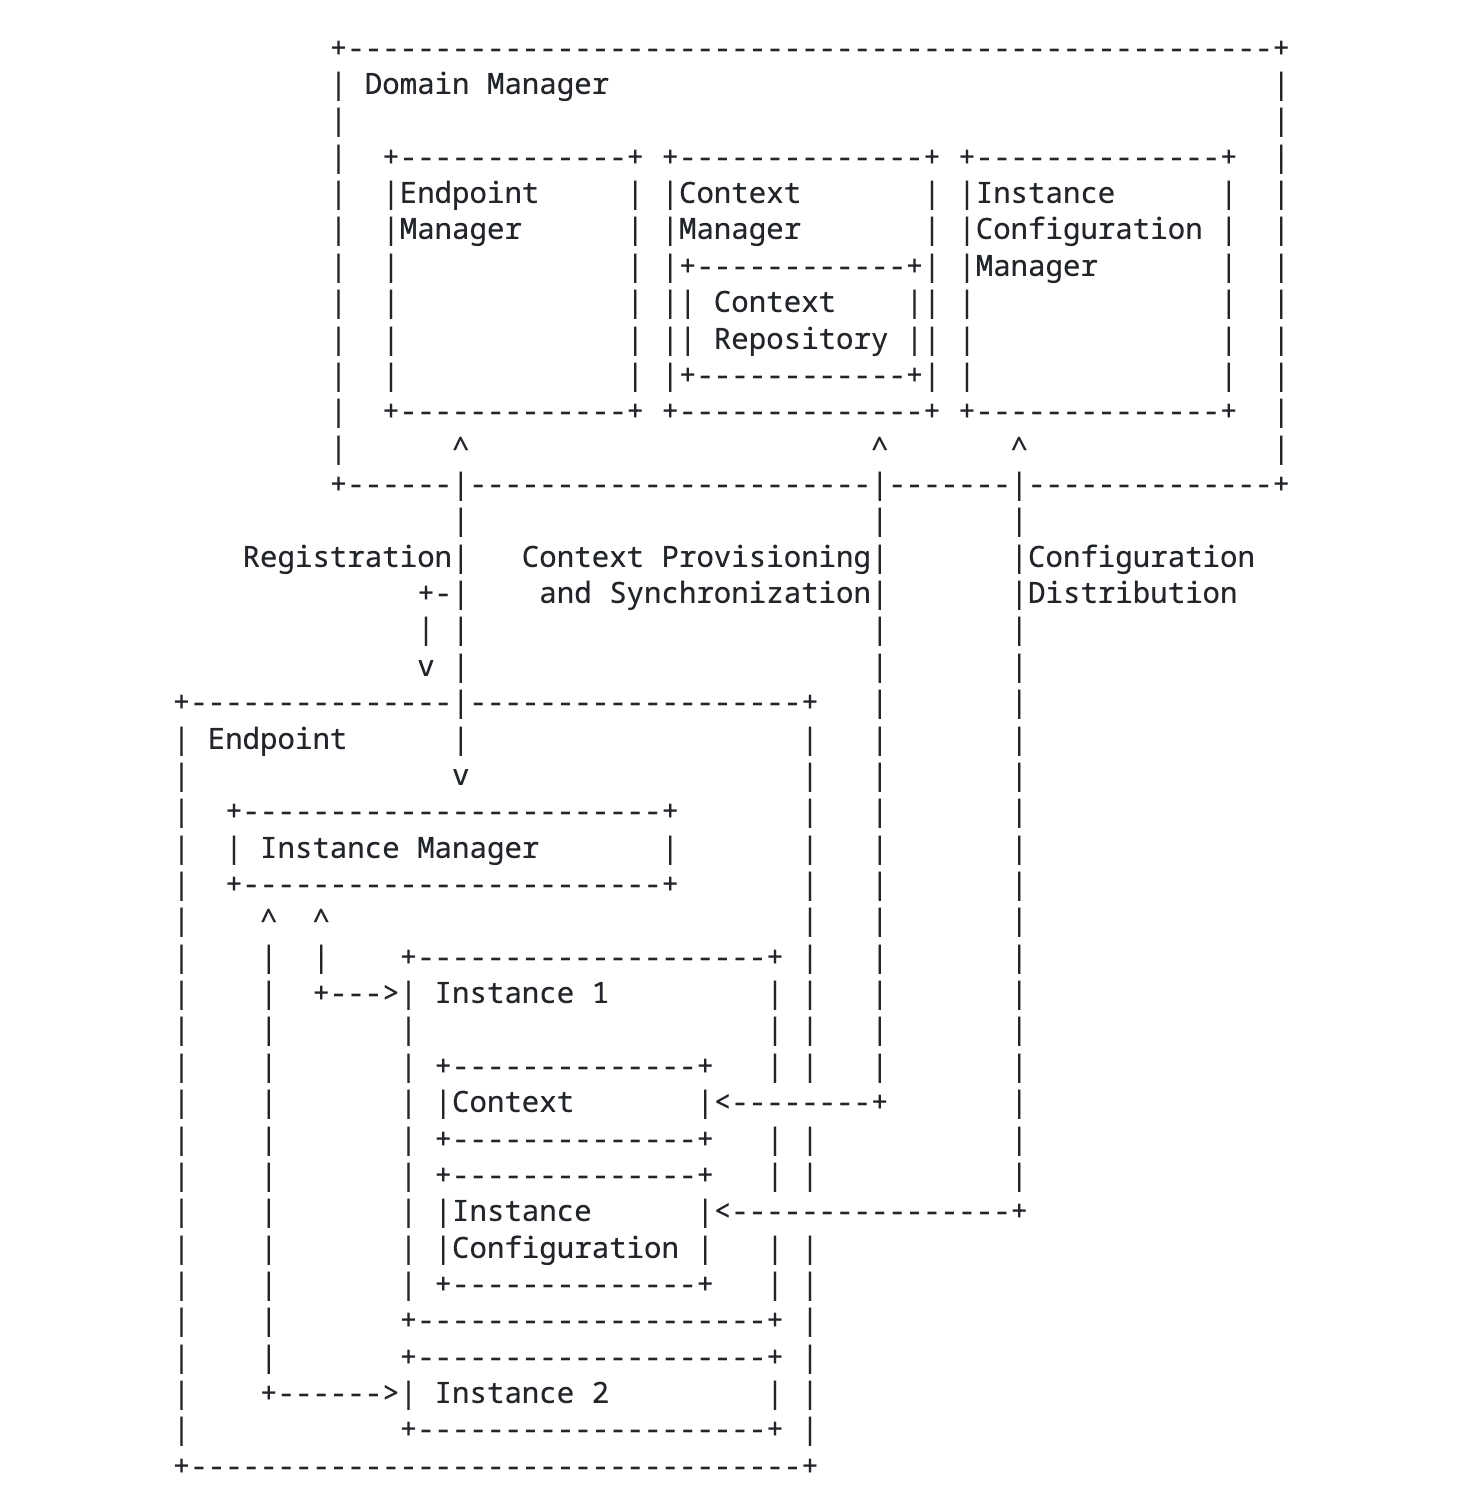 Domain Manager
Endpoint Context Instance
Manager Manager Configuration
Manager
Context
Repository
Registration Context Provisioning Configuration
and Synchronization Distribution
Endpoint
Instance Manager
Instance 1
Context
Instance
Configuration
Instance 2